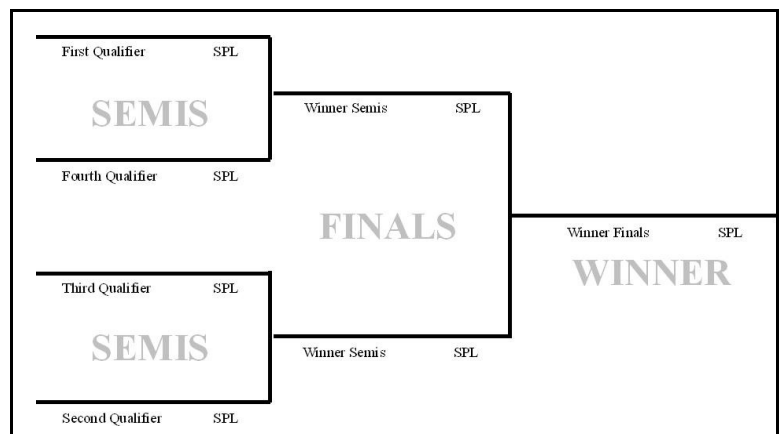 First Qualifier SPL
SEMIS
Fourth Qualifier SPL
Winner Semis SPL
FINALS
Winner Finals SPL
WINNER
Third Qualifier SPL
SEMIS
Second Qualifier SPL
Winner Semis SPL